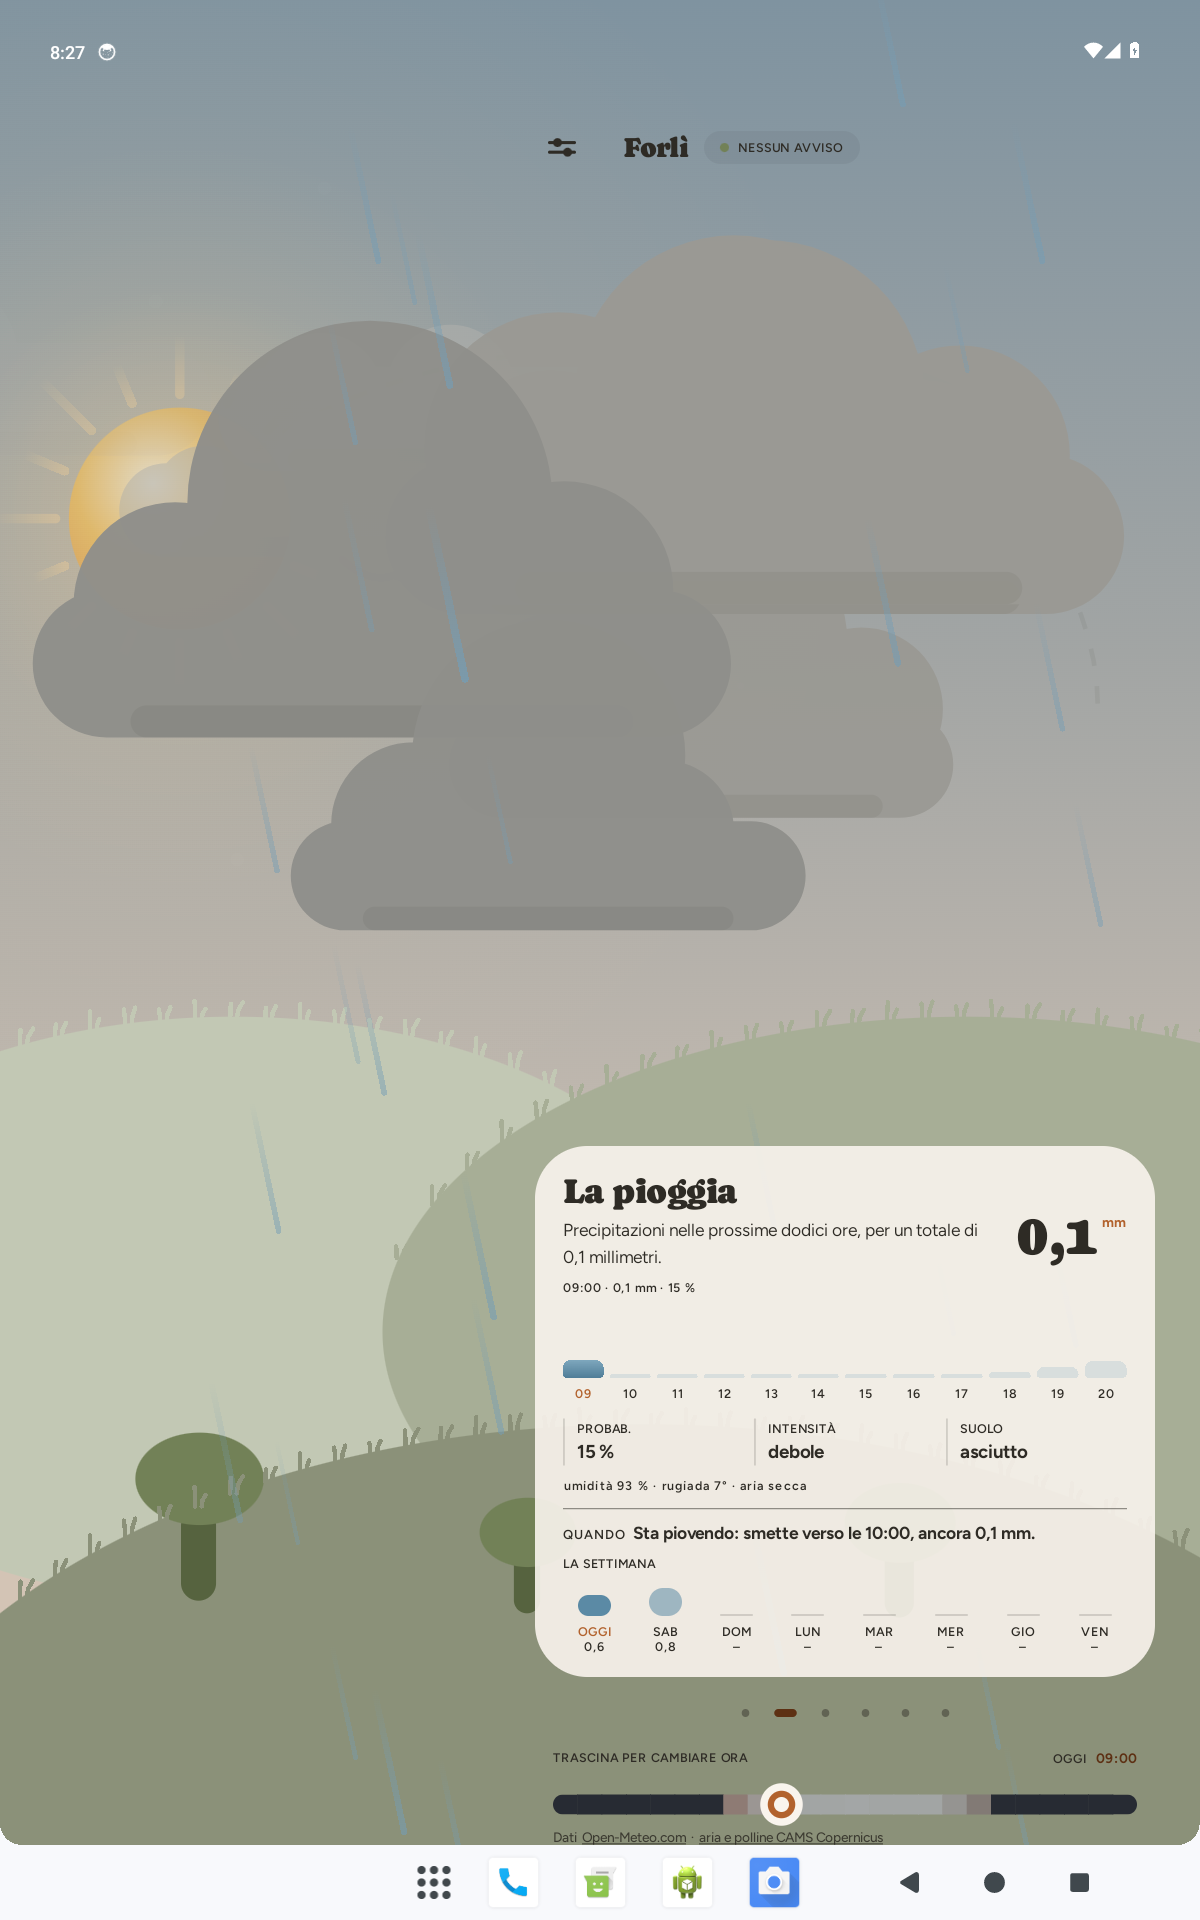 8:27
Forlì
NESSUN AVVISO
La pioggia
Precipitazioni nelle prossime dodici ore, per un totale di
0,1 millimetri.
0,1 mm
09:00 · 0,1 mm · 15 %
09 10 11 12 13 14 15 16 17 18 19 20
PROBAB. INTENSITÀ SUOLO
15 % debole asciutto
umidità 93 % · rugiada 7° · aria secca
QUANDO Sta piovendo: smette verso le 10:00, ancora 0,1 mm.
LA SETTIMANA
OGGI SAB DOM LUN MAR MER GIO VEN
0,6 0,8 – – – – – –
TRASCINA PER CAMBIARE ORA OGGI 09:00
Dati Open-Meteo.com · aria e polline CAMS Copernicus